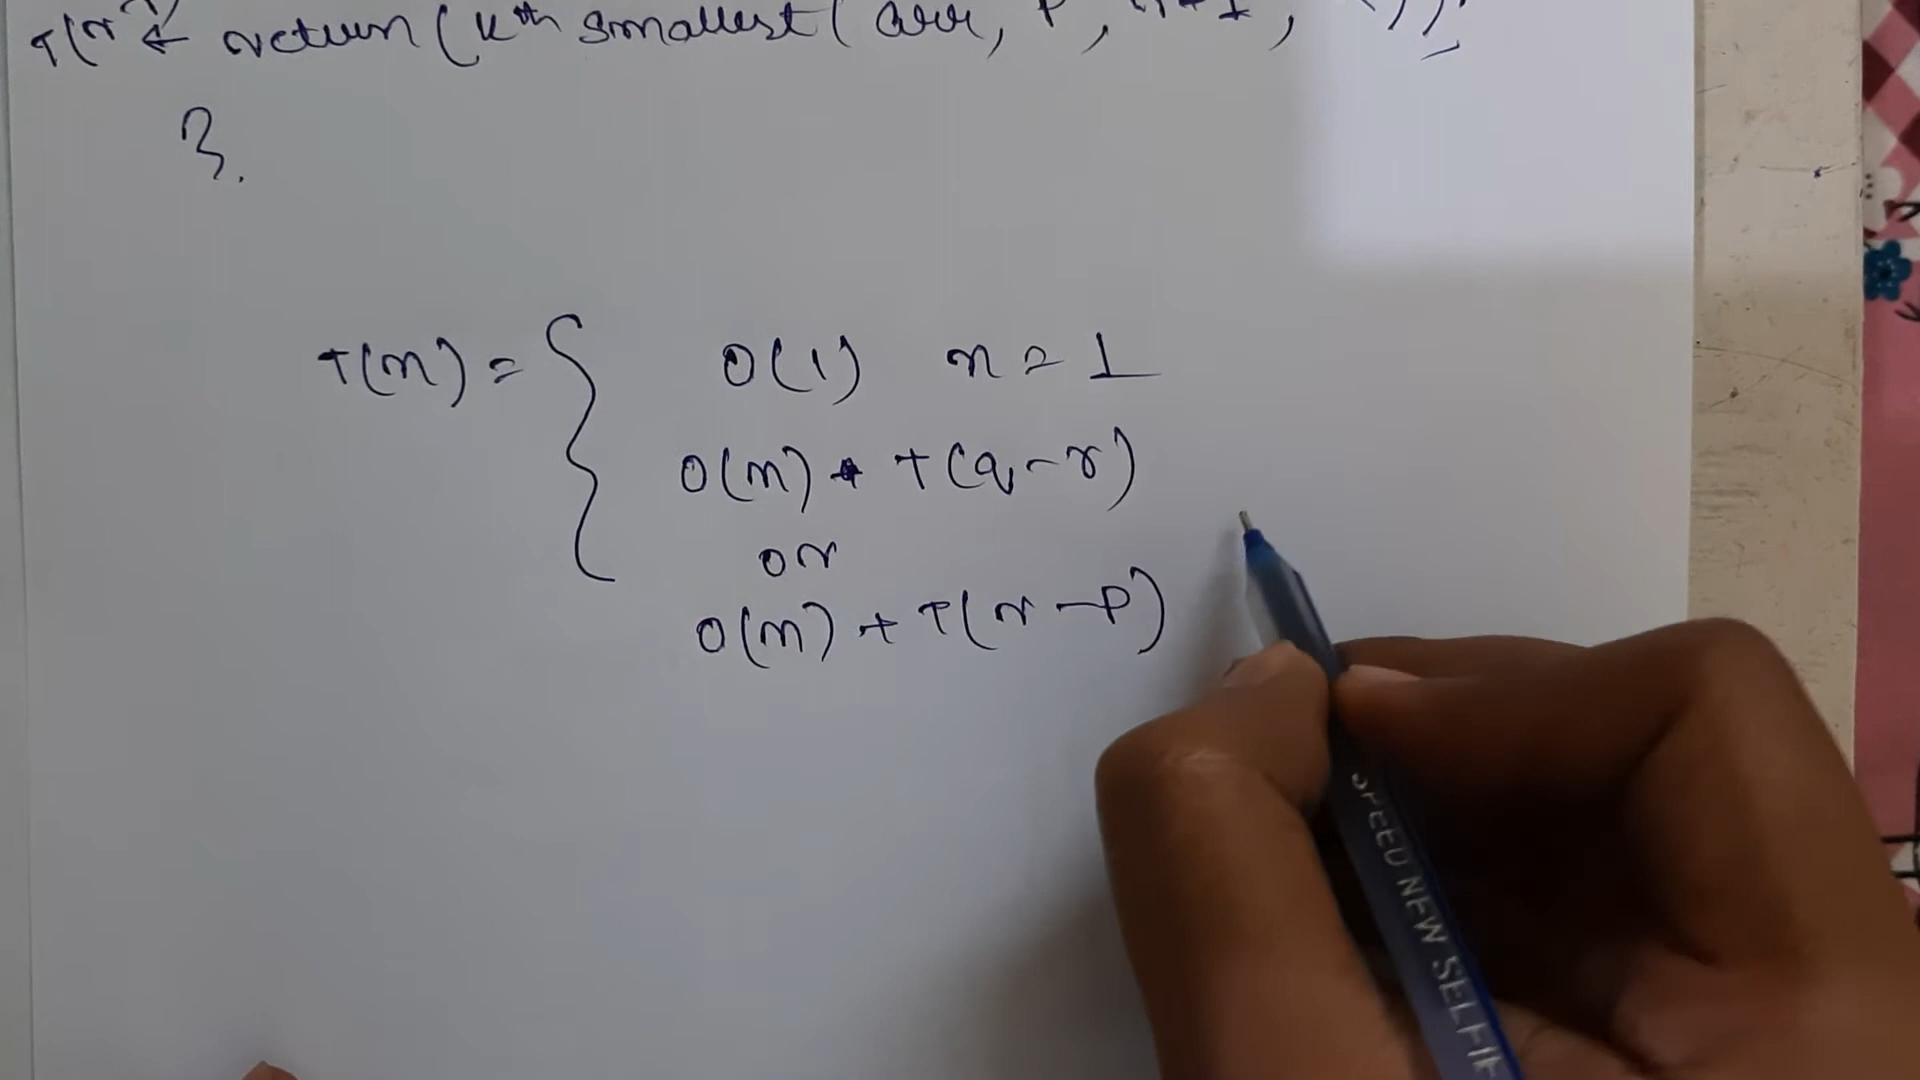 return (kth smallest ( arr, P,
}.
T(n) = { O(1) n = 1
O(n) + T(q-r)
or
O(n) + T(r-P)
SPEED NEW SELFIE